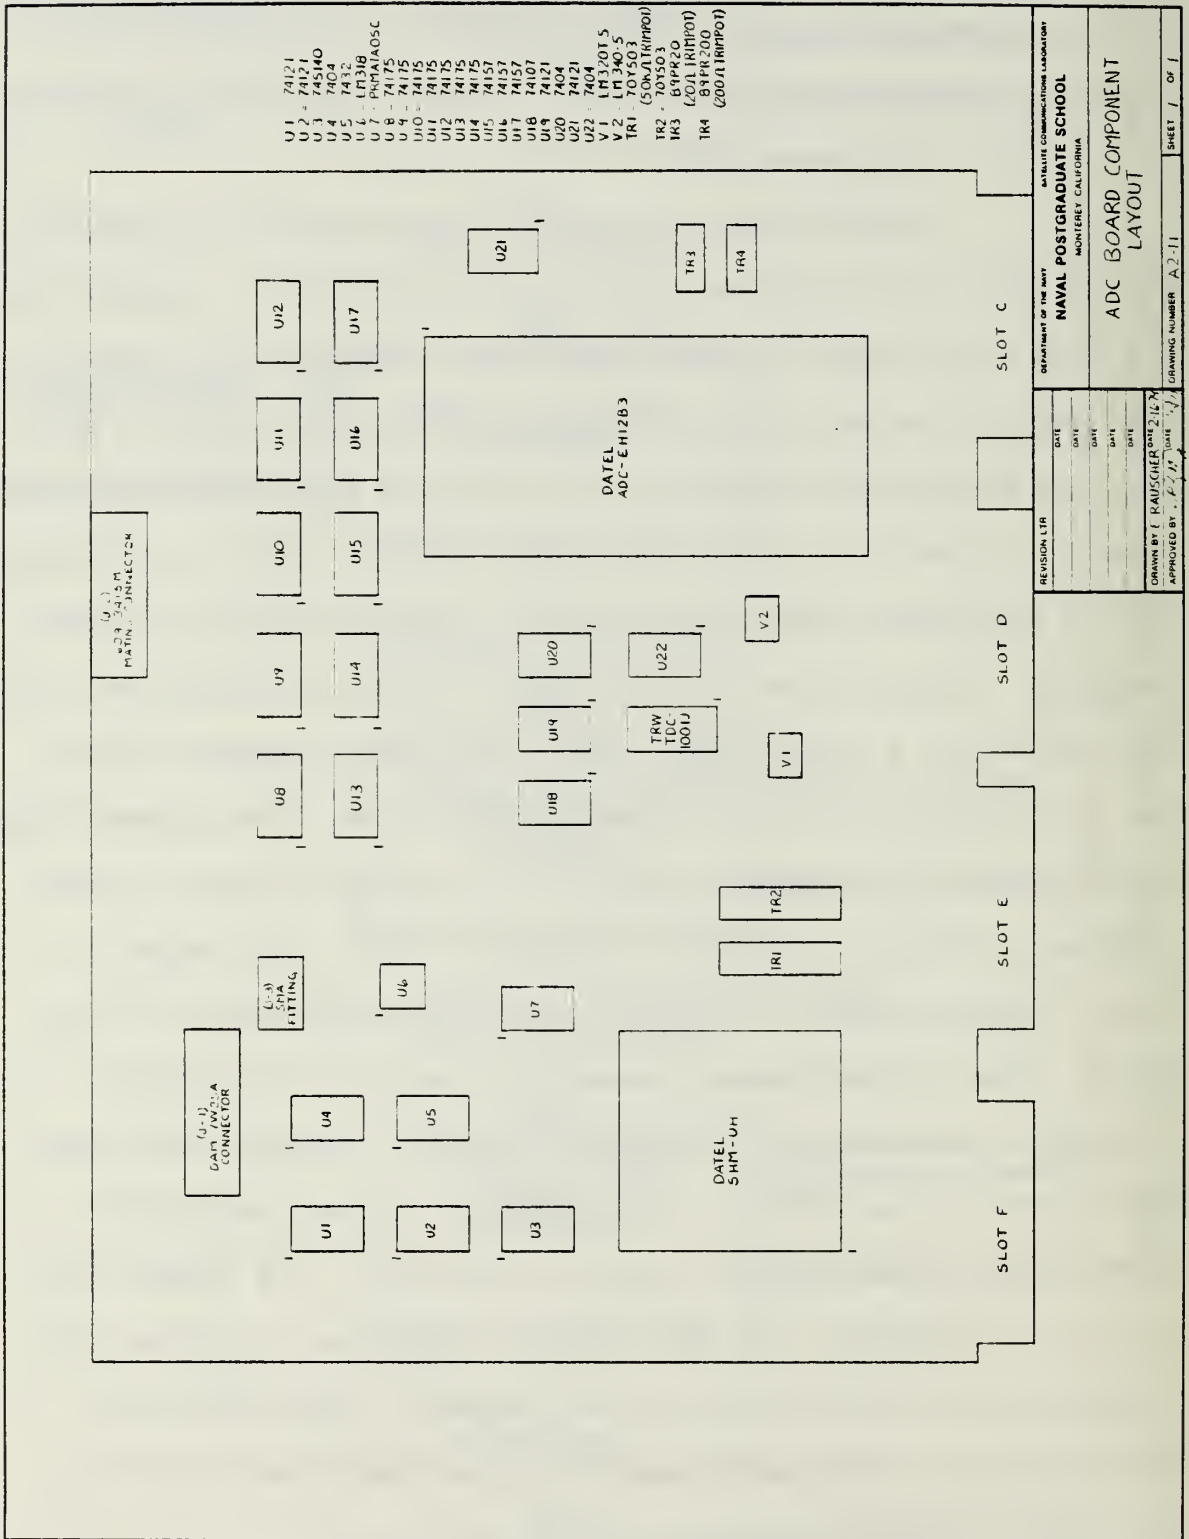 U1 74121
U2 - 74121
U3 74S140
U4 7404
U5 7432
U6 - LM318
U7 - PRMA1A05C
U8 - 74175
U9 - 74175
U10 - 74175
U11 74175
U12 74175
U13 74175
U14 74175
U15 74157
U16 74157
U17 74157
U18 74107
U19 74121
U20 7404
U21 74121
U22 - 7404
V1 LM320T5
V2 - LM340-5
TR1 - 70Y503
(50KΩTRIMPOT)
TR2 - 70Y503
TR3 89PR20
(20Ω TRIMPOT)
TR4 89PR200
(200ΩTRIMPOT)
(J-1)
CONNECTOR
(J-3)
SMA
FITTING
MATING CONNECTOR
U1
U2
U3
U4
U5
U6
U7
U8
U9
U10
U11
U12
U13
U14
U15
U16
U17
U18
U19
U20
U21
U22
TRW
TDC-
1001J
V1
V2
TR1
TR2
TR3
TR4
DATEL
SHM-UH
DATEL
ADC-EH12B3
SLOT F
SLOT E
SLOT D
SLOT C
REVISION LTR
DATE
DATE
DATE
DATE
DATE
DRAWN BY E RAUSCHER DATE
APPROVED BY DATE
DEPARTMENT OF THE NAVY SATELLITE COMMUNICATIONS LABORATORY
NAVAL POSTGRADUATE SCHOOL
MONTEREY CALIFORNIA
ADC BOARD COMPONENT
LAYOUT
DRAWING NUMBER A2-11
SHEET 1 OF 1